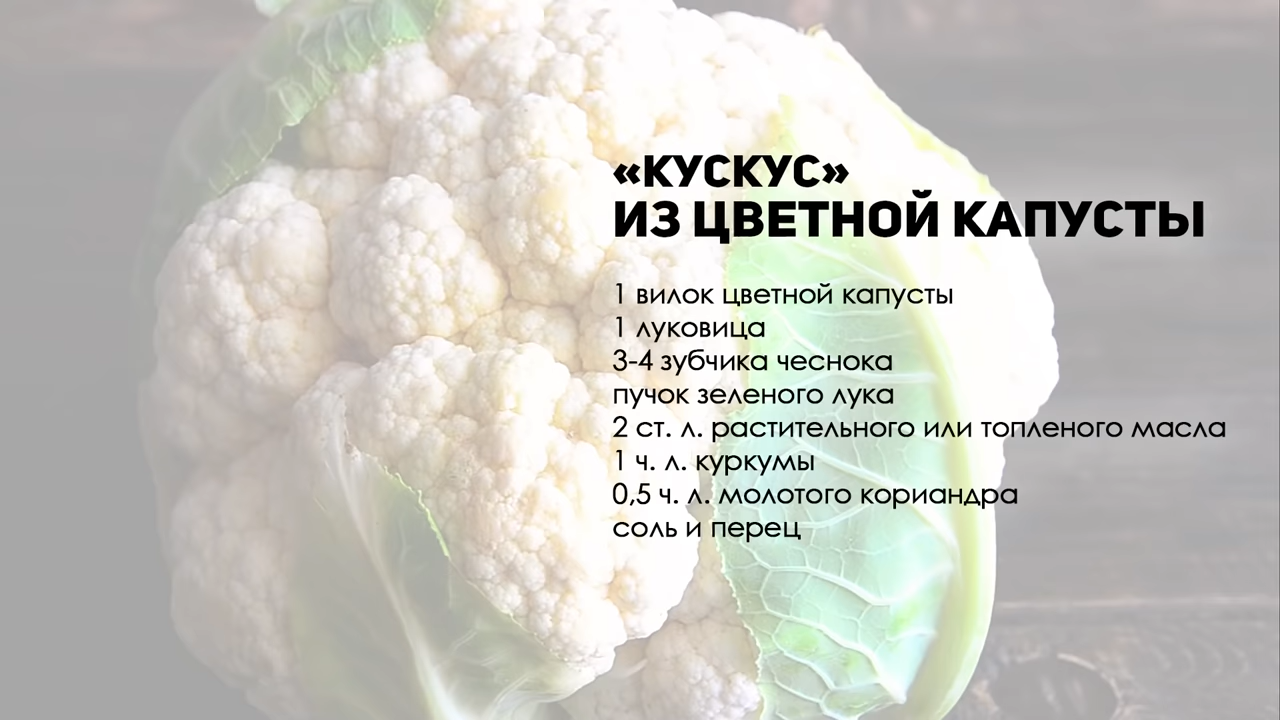 «КУСКУС»
ИЗ ЦВЕТНОЙ КАПУСТЫ
1 вилок цветной капусты
1 луковица
3-4 зубчика чеснока
пучок зеленого лука
2 ст. л. растительного или топленого масла
1 ч. л. куркумы
0,5 ч. л. молотого кориандра
соль и перец